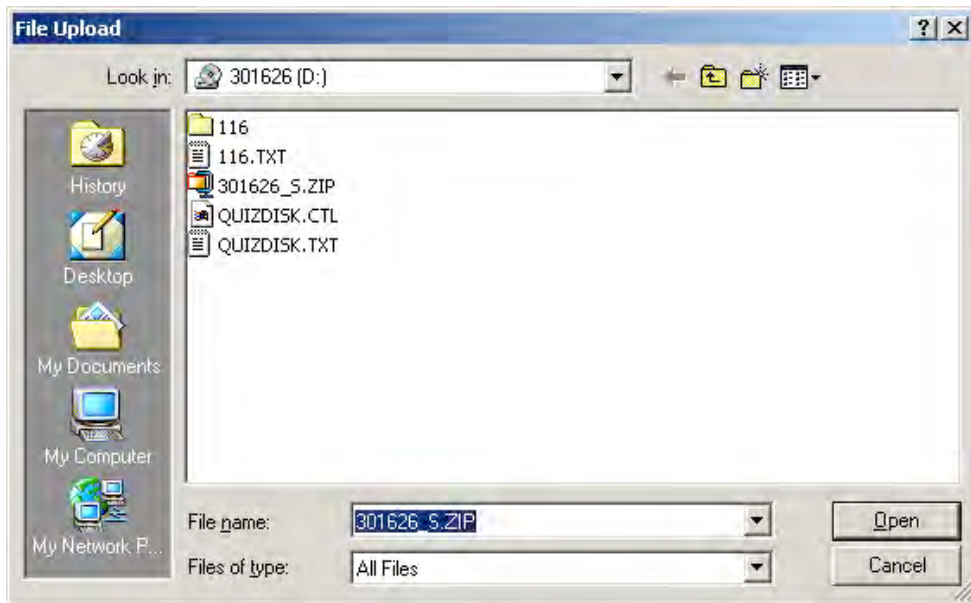 File Upload
Look in: 301626 (D:)
116
116.TXT
301626_S.ZIP
QUIZDISK.CTL
QUIZDISK.TXT
History
Desktop
My Documents
My Computer
My Network P...
File name: 301626_S.ZIP Open
Files of type: All Files Cancel